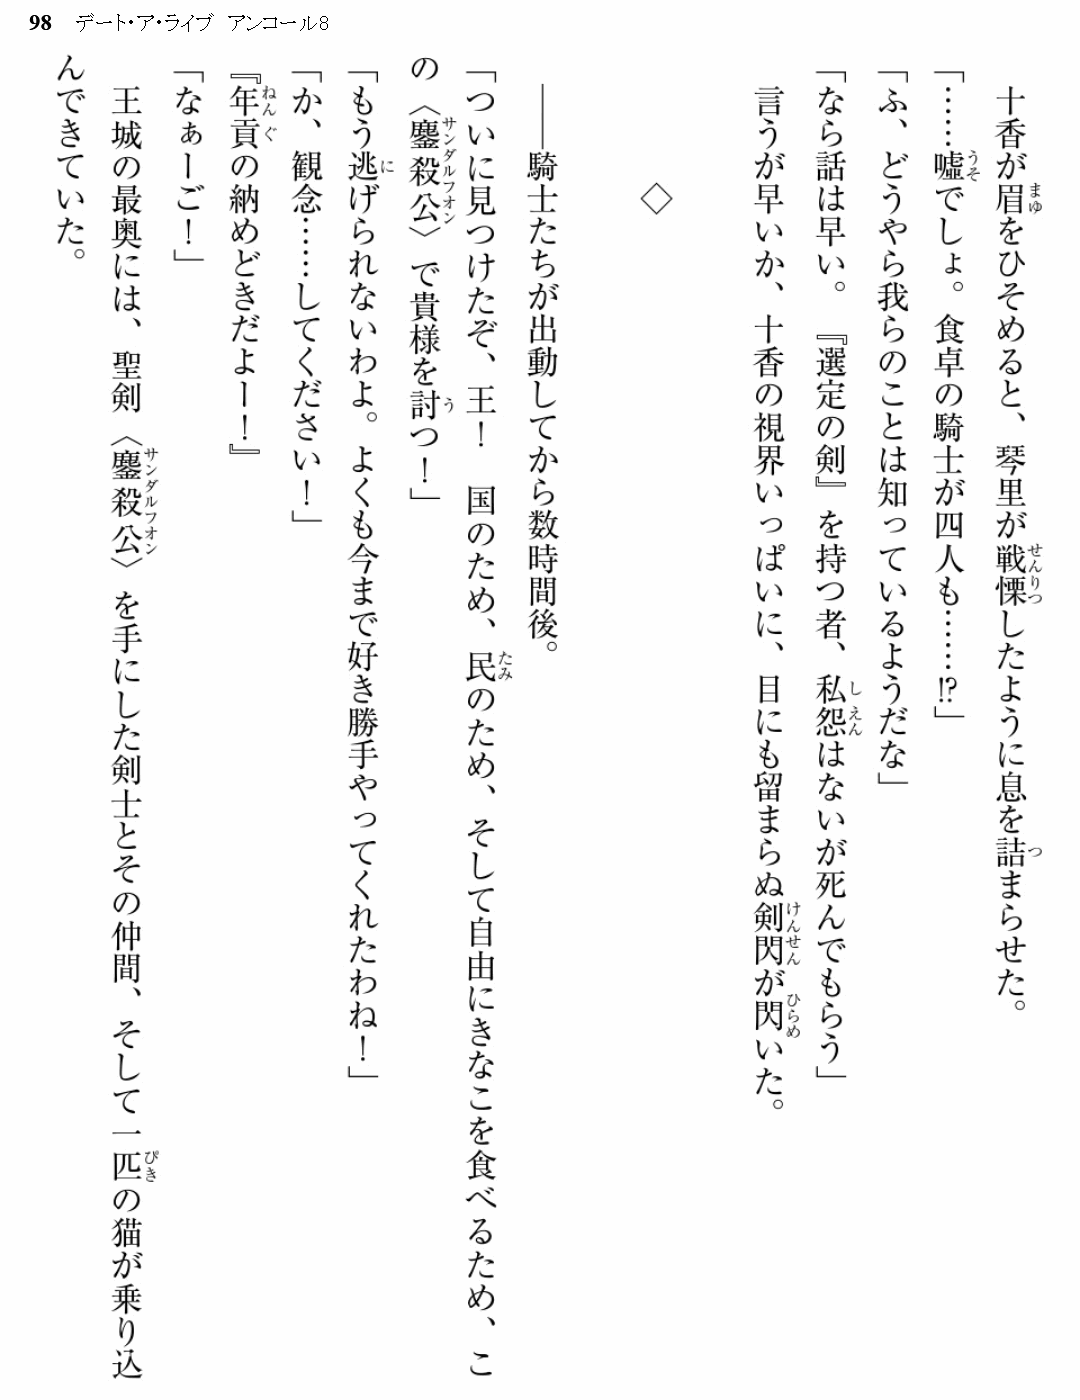 98 デート・ア・ライブ アンコール8
　十香が眉をひそめると、琴里が戦慄したように息を詰まらせた。
「……嘘でしょ。食卓の騎士が四人も……!?」
「ふ、どうやら我らのことは知っているようだな」
「なら話は早い。『選定の剣』を持つ者、私怨はないが死んでもらう」
　言うが早いか、十香の視界いっぱいに、目にも留まらぬ剣閃が閃いた。
◇
　――騎士たちが出動してから数時間後。
「ついに見つけたぞ、王！　国のため、民のため、そして自由にきなこを食べるため、こ
の〈鏖殺公〉で貴様を討つ！」
「もう逃げられないわよ。よくも今まで好き勝手やってくれたわね！」
「か、観念……してください！」
『年貢の納めどきだよー！』
「なぁーご！」
　王城の最奥には、聖剣〈鏖殺公〉を手にした剣士とその仲間、そして一匹の猫が乗り込
んできていた。